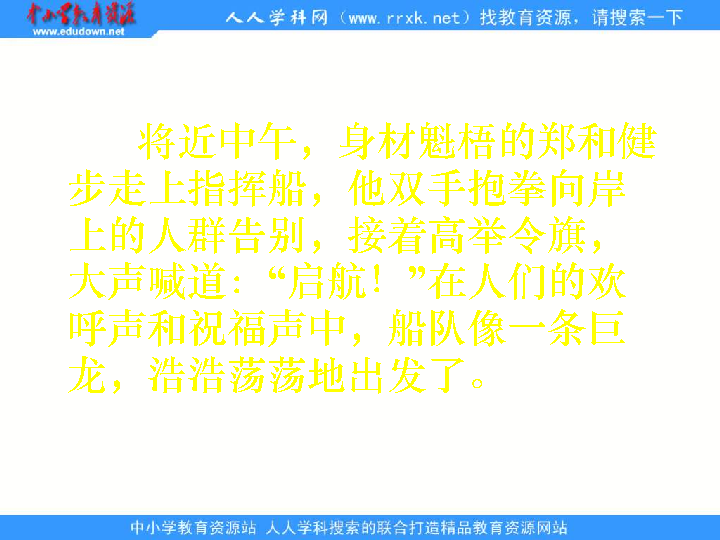 中小学教育资源
www.edudown.net
人人学科网（www.rrxk.net）找教育资源，请搜索一下
将近中午，身材魁梧的郑和健
步走上指挥船，他双手抱拳向岸
上的人群告别，接着高举令旗，
大声喊道：“启航！”在人们的欢
呼声和祝福声中，船队像一条巨
龙，浩浩荡荡地出发了。
中小学教育资源站 人人学科搜索的联合打造精品教育资源网站